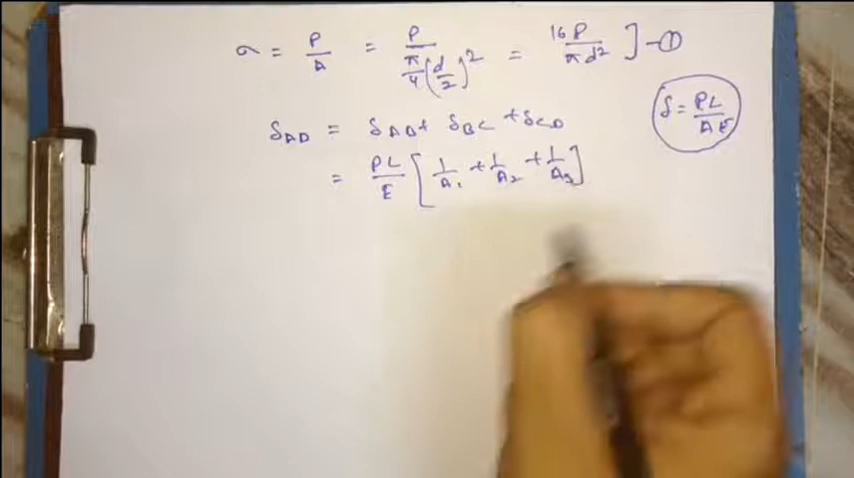 σ = P/A = P/(π/4 (d/2)²) = 16P/πd² ] - ①
δ = PL/AE
δAD = δAB + δBC + δCD
= PL/E [ 1/A₁ + 1/A₂ + 1/A₃ ]